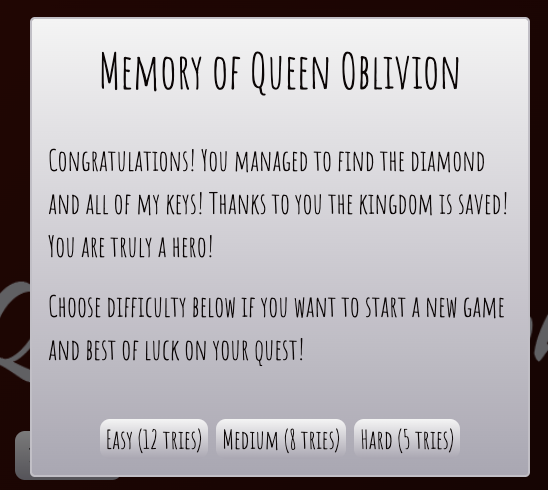 Memory of Queen Oblivion
Congratulations! You managed to find the diamond
and all of my keys! Thanks to you the kingdom is saved!
You are truly a hero!
Choose difficulty below if you want to start a new game
and best of luck on your quest!
Easy (12 tries) Medium (8 tries) Hard (5 tries)